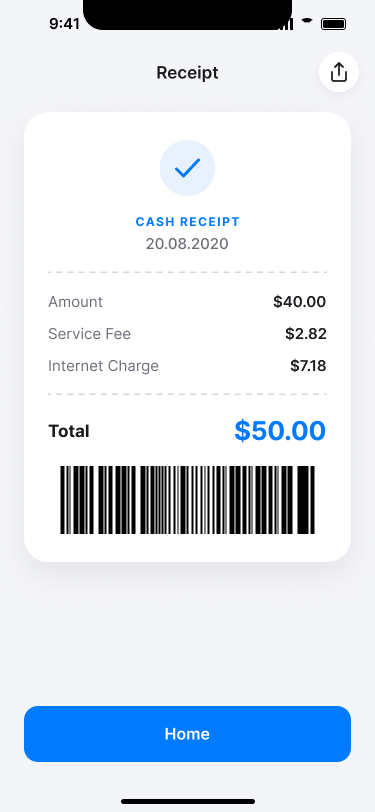 9:41
Receipt
CASH RECEIPT
20.08.2020
Amount $40.00
Service Fee $2.82
Internet Charge $7.18
Total $50.00
Home